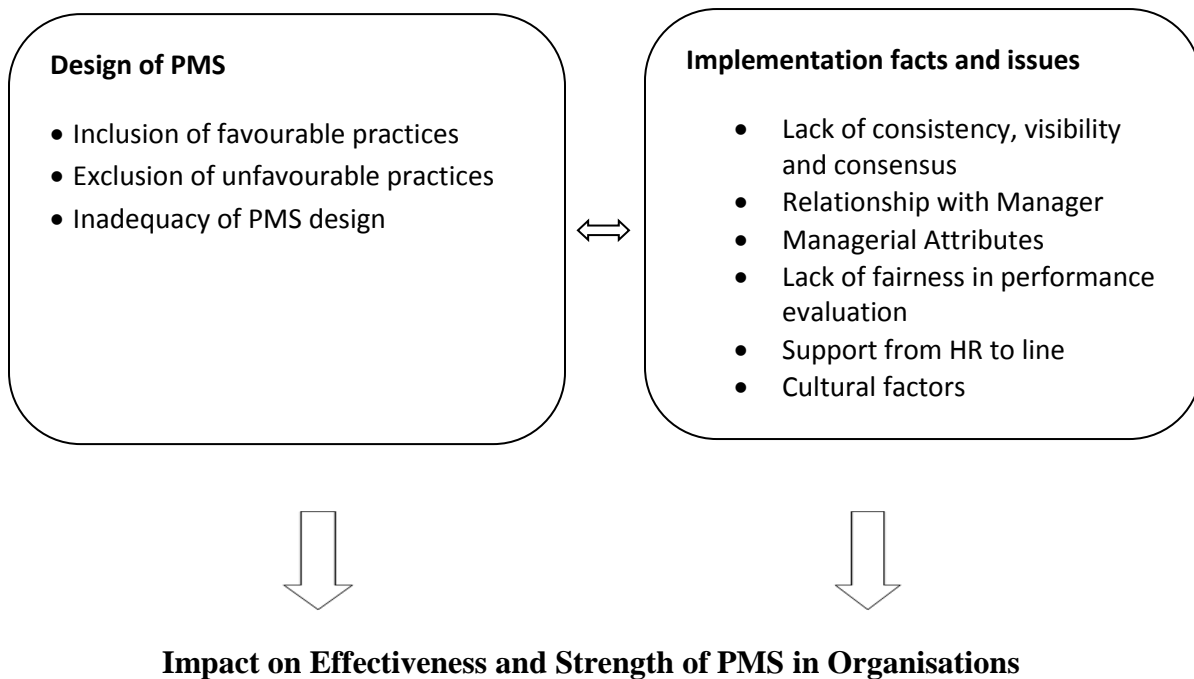 Design of PMS
• Inclusion of favourable practices
• Exclusion of unfavourable practices
• Inadequacy of PMS design
Implementation facts and issues
• Lack of consistency, visibility
and consensus
• Relationship with Manager
• Managerial Attributes
• Lack of fairness in performance
evaluation
• Support from HR to line
• Cultural factors
Impact on Effectiveness and Strength of PMS in Organisations